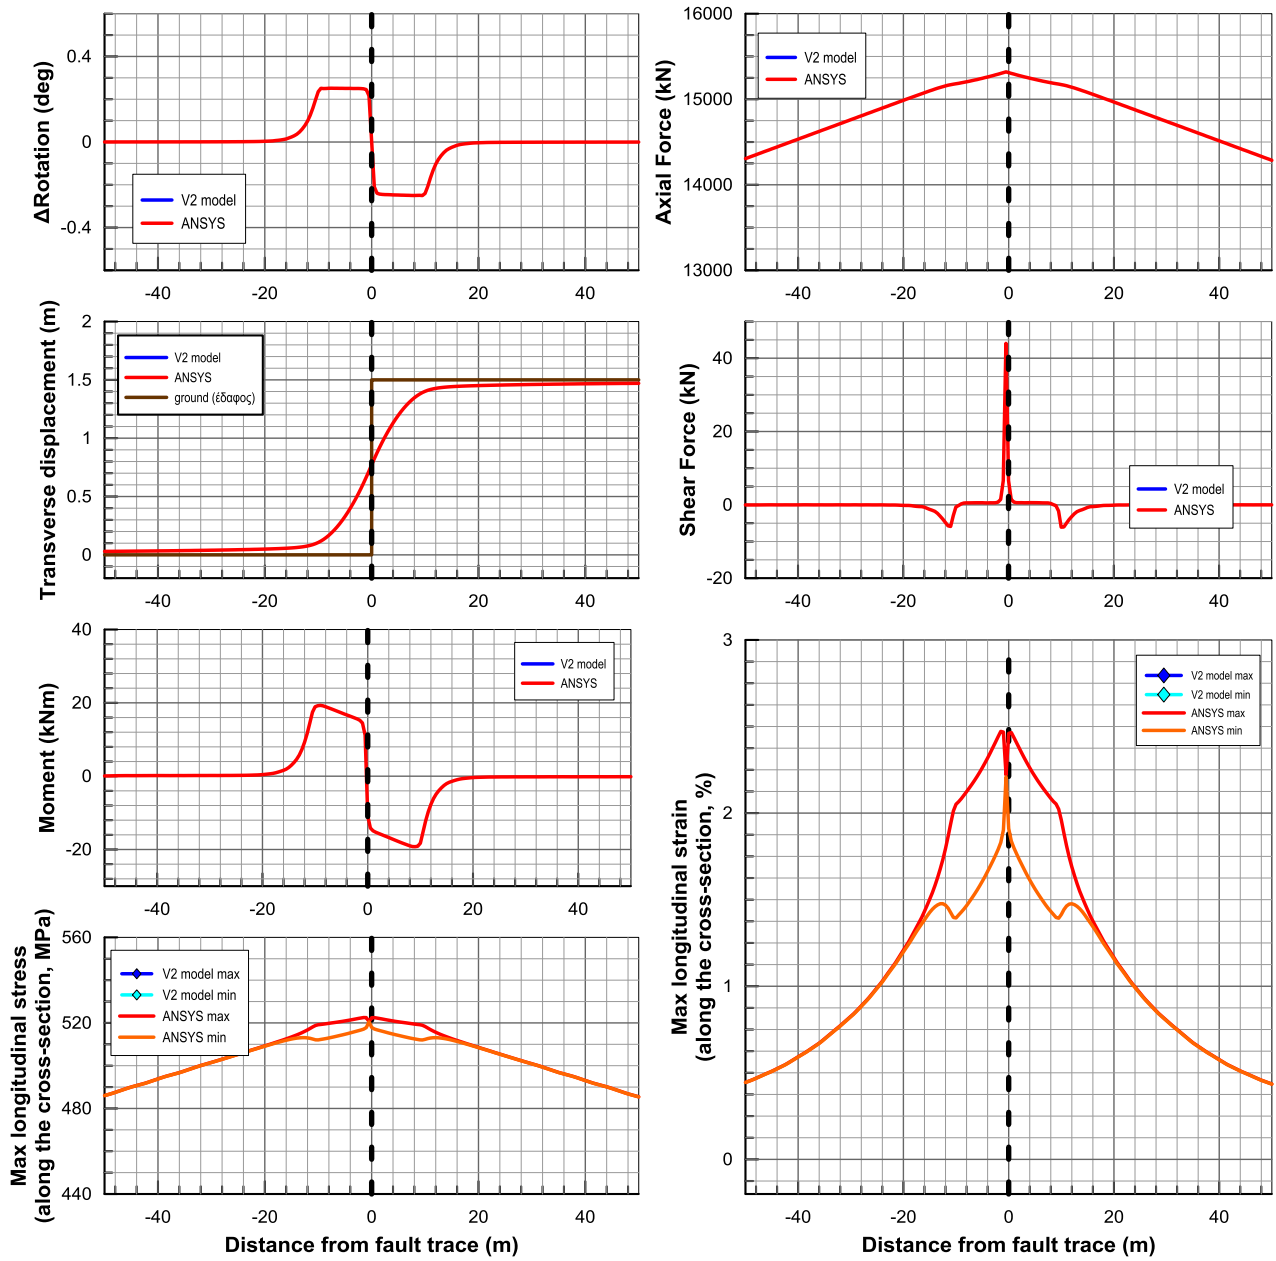 ΔRotation (deg)
0.4
0
-0.4
V2 model
ANSYS
-40
-20
0
20
40
Axial Force (kN)
16000
15000
14000
13000
V2 model
ANSYS
-40
-20
0
20
40
Transverse displacement (m)
2
1.5
1
0.5
0
V2 model
ANSYS
ground (έδαφος)
-40
-20
0
20
40
Shear Force (kN)
40
20
0
-20
V2 model
ANSYS
-40
-20
0
20
40
Moment (kNm)
40
20
0
-20
V2 model
ANSYS
-40
-20
0
20
40
Max longitudinal stress
(along the cross-section, MPa)
560
520
480
440
V2 model max
V2 model min
ANSYS max
ANSYS min
-40
-20
0
20
40
Distance from fault trace (m)
Max longitudinal strain
(along the cross-section, %)
3
2
1
0
V2 model max
V2 model min
ANSYS max
ANSYS min
-40
-20
0
20
40
Distance from fault trace (m)